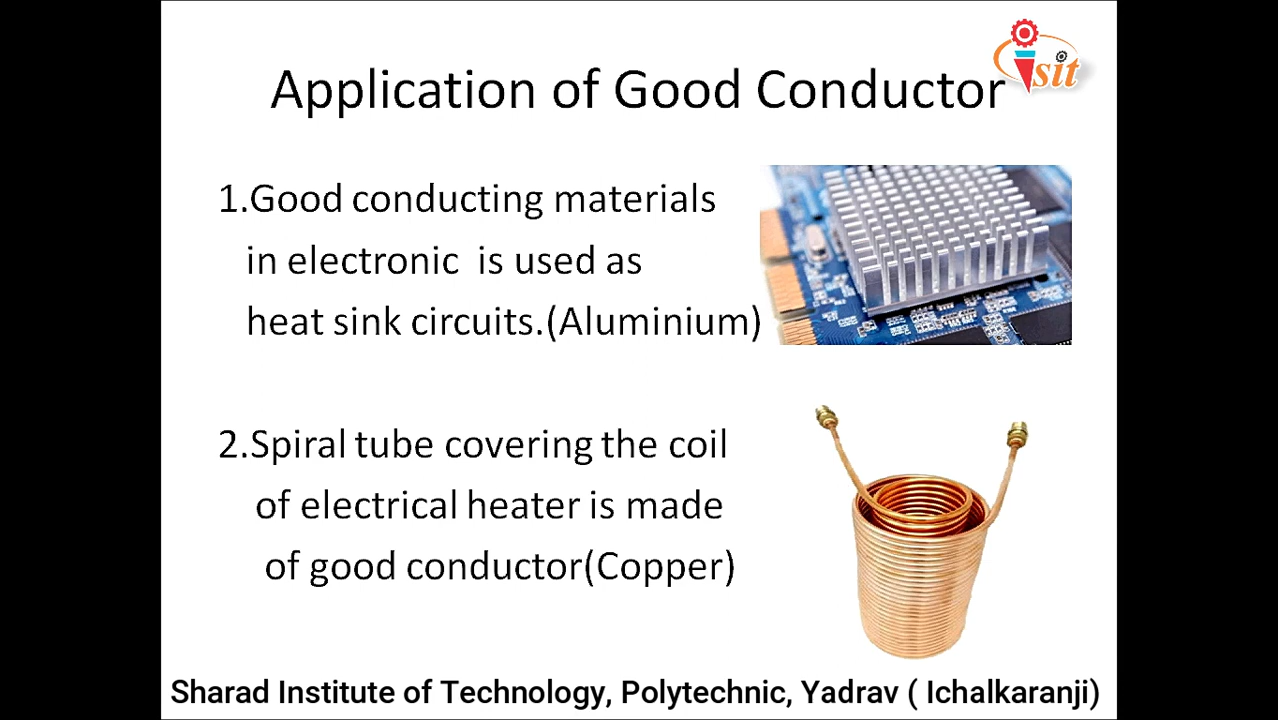 Application of Good Conductor
isit
1.Good conducting materials
in electronic is used as
heat sink circuits.(Aluminium)
2.Spiral tube covering the coil
of electrical heater is made
of good conductor(Copper)
Sharad Institute of Technology, Polytechnic, Yadrav ( Ichalkaranji)